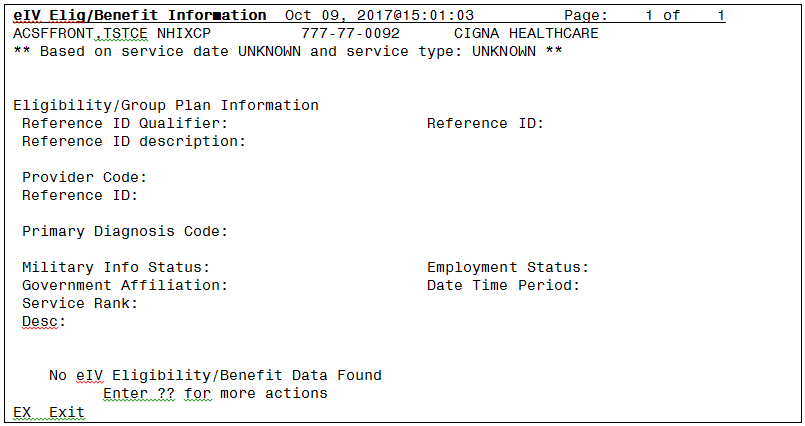 eIV Elig/Benefit Information  Oct 09, 2017@15:01:03          Page:    1 of    1
ACSFFRONT,TSTCE NHIXCP          777-77-0092      CIGNA HEALTHCARE
** Based on service date UNKNOWN and service type: UNKNOWN **
Eligibility/Group Plan Information
Reference ID Qualifier:                      Reference ID:
Reference ID description:
Provider Code:
Reference ID:
Primary Diagnosis Code:
Military Info Status:                        Employment Status:
Government Affiliation:                      Date Time Period:
Service Rank:
Desc:
No eIV Eligibility/Benefit Data Found
Enter ?? for more actions
EX  Exit